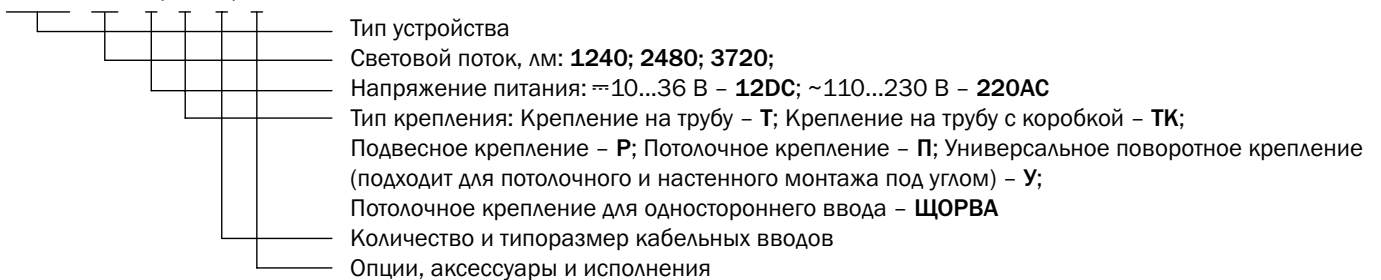 Тип устройства
Световой поток, лм: 1240; 2480; 3720;
Напряжение питания: ⎓10...36 В – 12DC; ~110...230 В – 220AC
Тип крепления: Крепление на трубу – Т; Крепление на трубу с коробкой – ТК;
Подвесное крепление – Р; Потолочное крепление – П; Универсальное поворотное крепление
(подходит для потолочного и настенного монтажа под углом) – У;
Потолочное крепление для одностороннего ввода – ЩОРВА
Количество и типоразмер кабельных вводов
Опции, аксессуары и исполнения